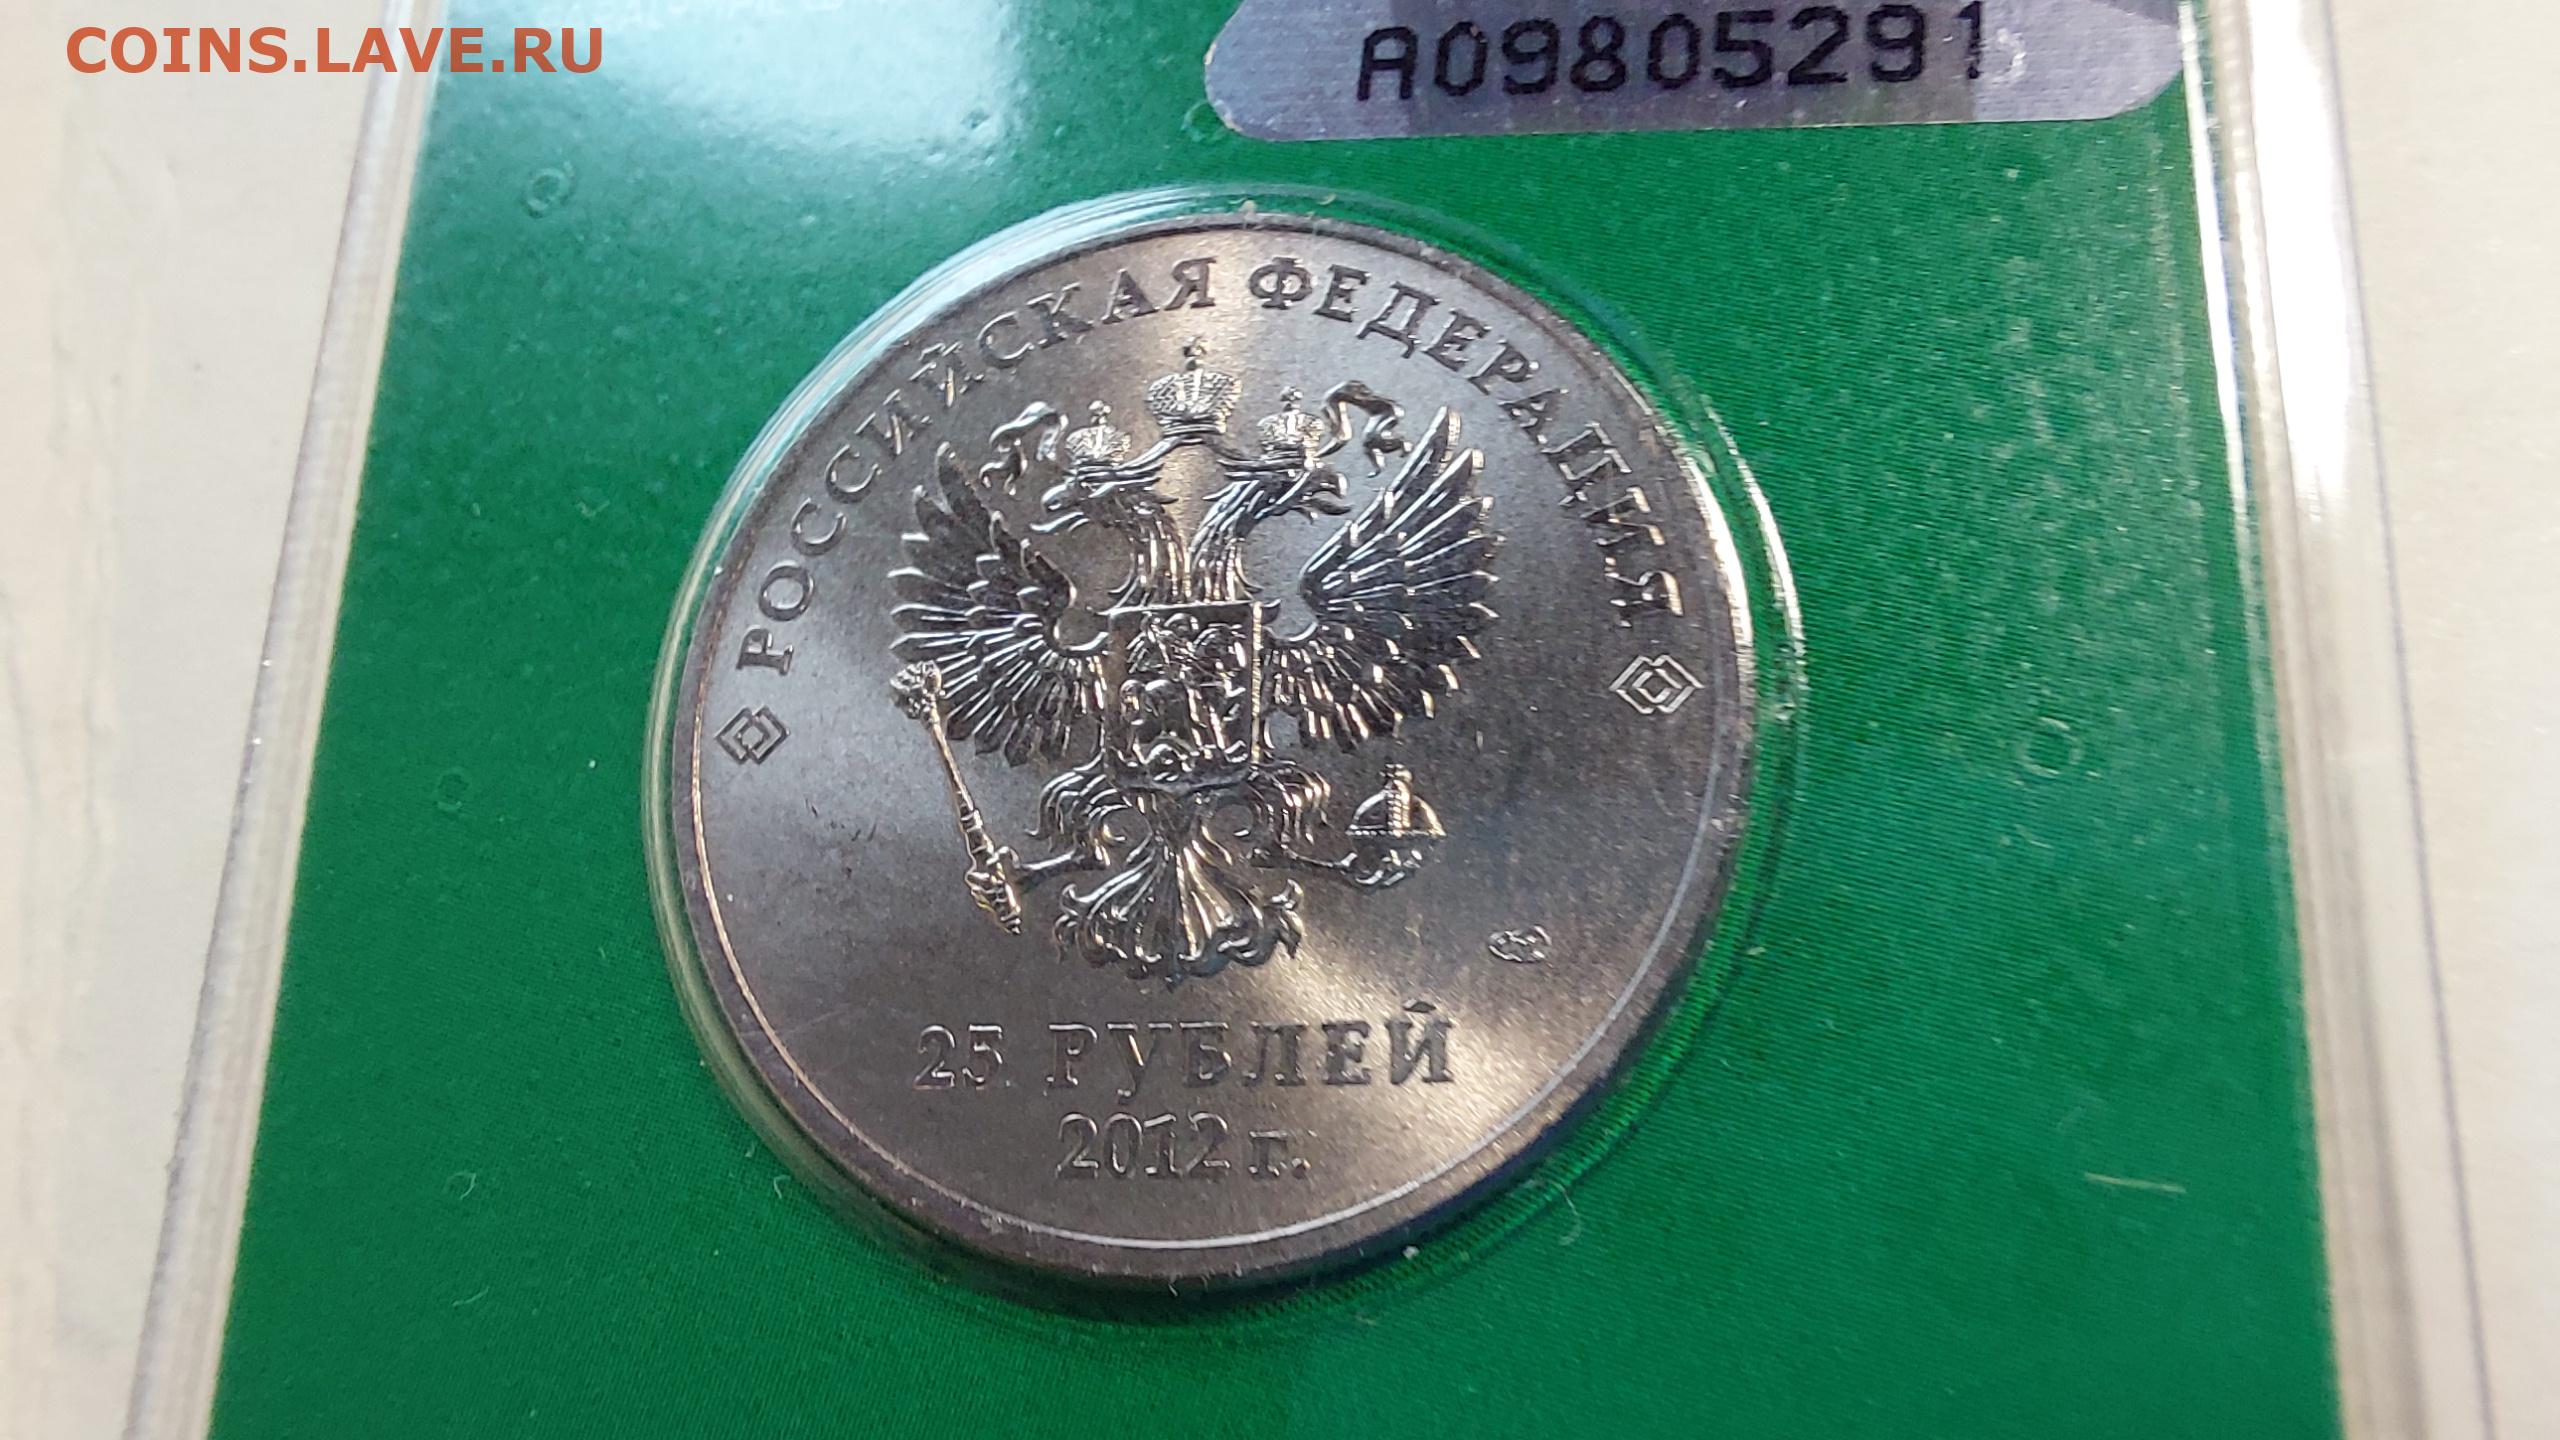 COINS.LAVE.RU
A09805291
РОССИЙСКАЯ ФЕДЕРАЦИЯ
25 РУБЛЕЙ
2012 г.